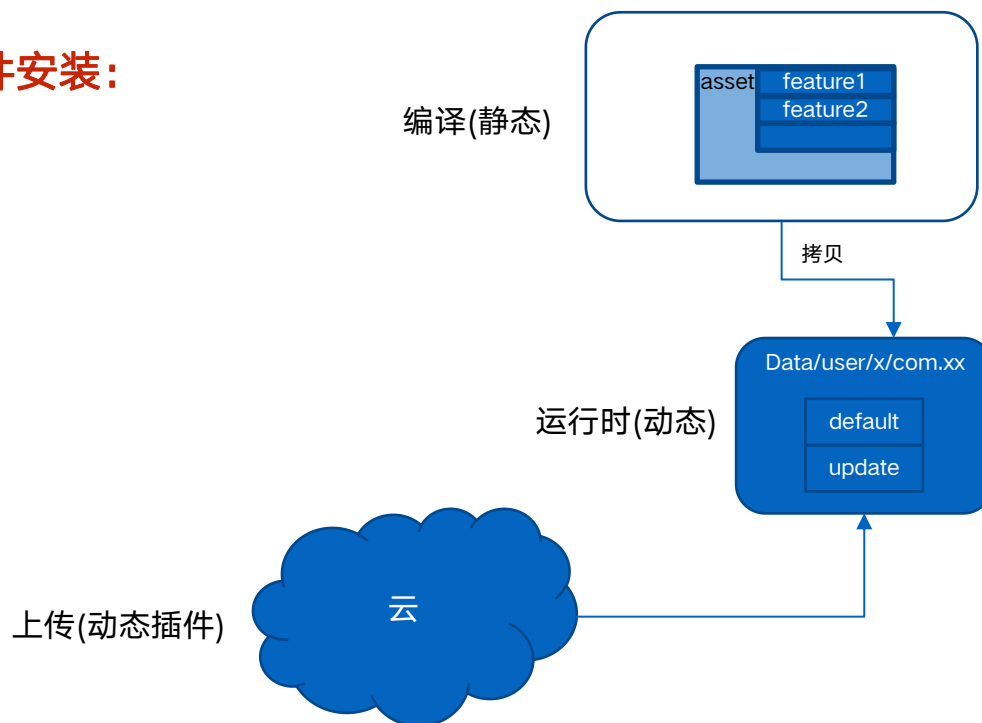 件安装：
编译(静态)
asset
feature1
feature2
拷贝
Data/user/x/com.xx
运行时(动态)
default
update
云
上传(动态插件)